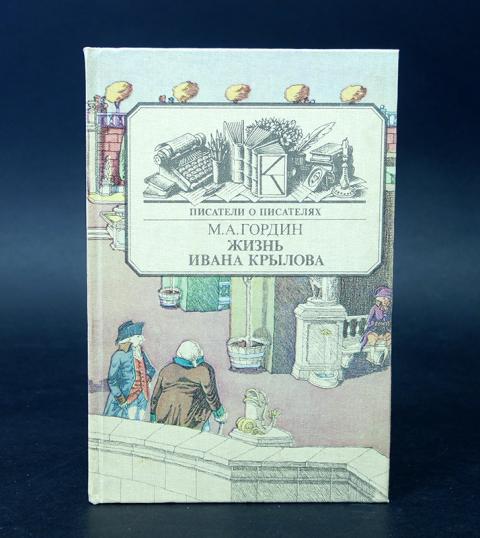 К
ПИСАТЕЛИ О ПИСАТЕЛЯХ
М.А.ГОРДИН
ЖИЗНЬ
ИВАНА КРЫЛОВА